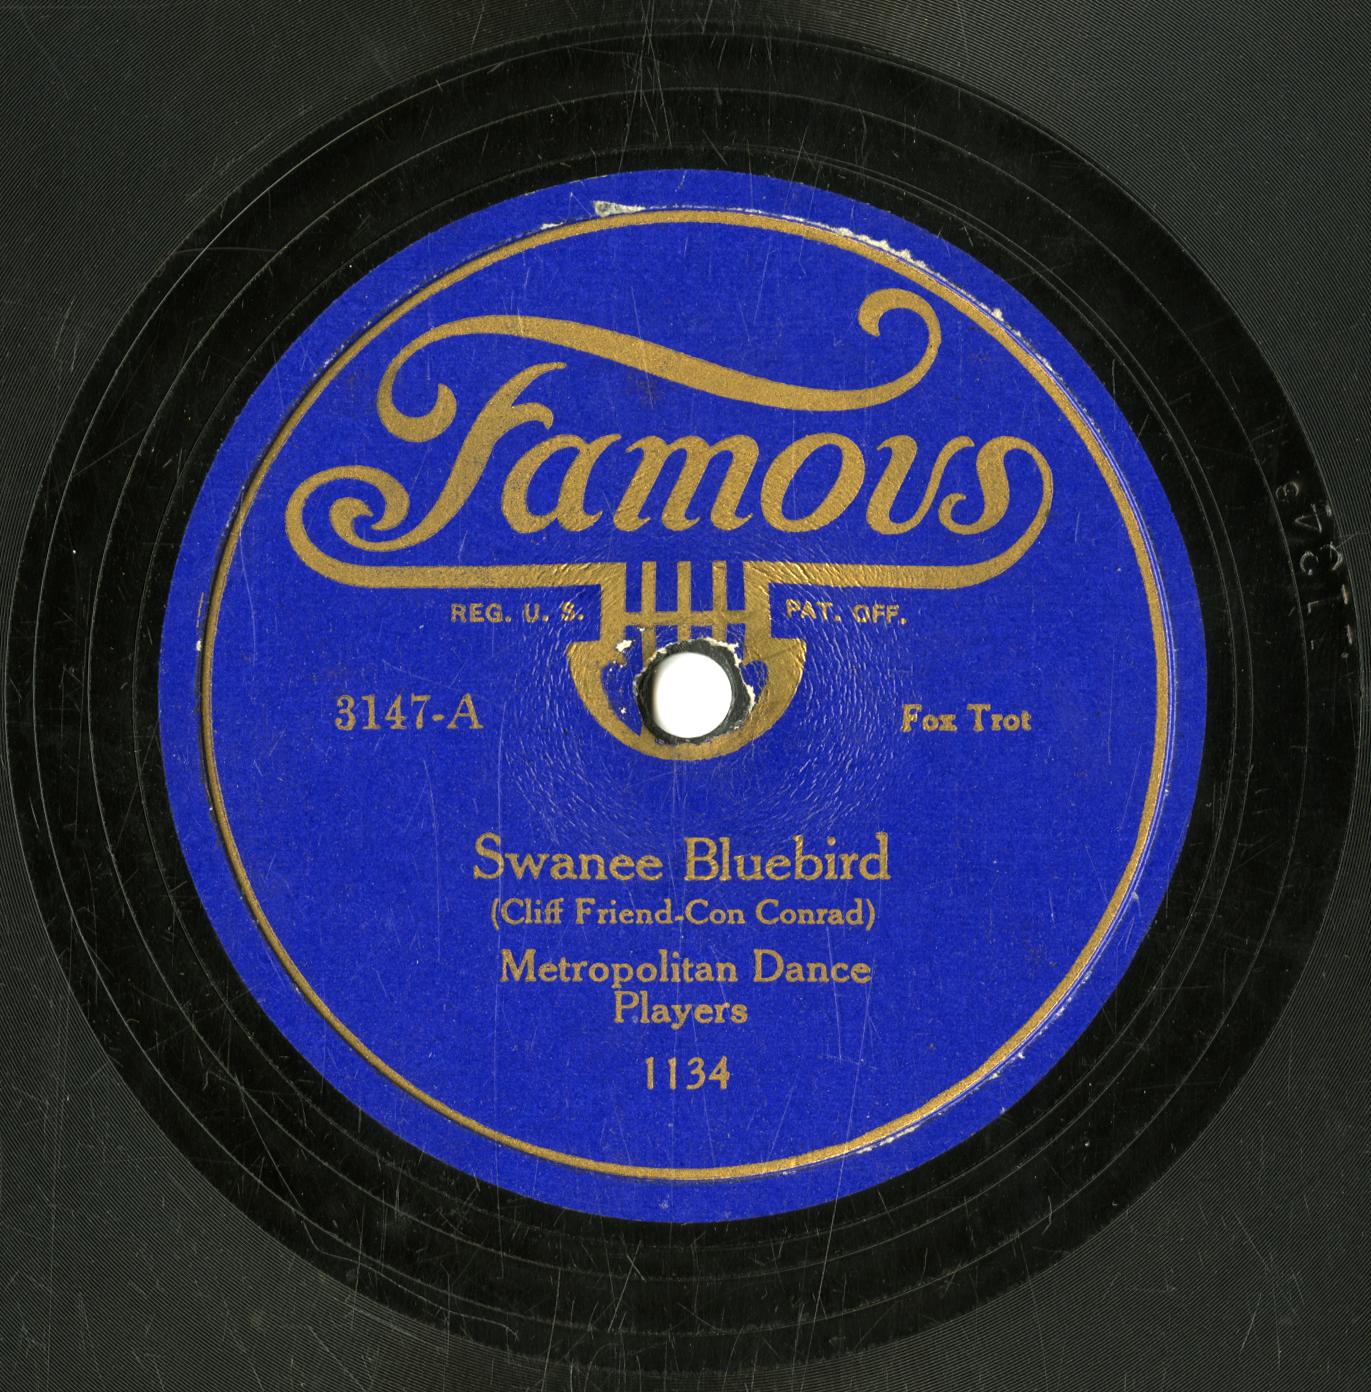 Famous
REG. U. S. PAT. OFF.
3147-A Fox Trot
Swanee Bluebird
(Cliff Friend-Con Conrad)
Metropolitan Dance
Players
1134